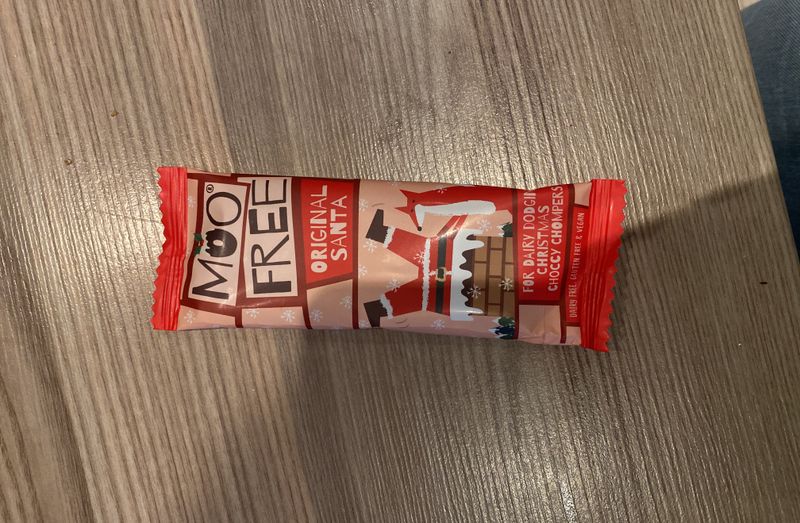 MOO®
FREE
ORIGINAL
SANTA
FOR DAIRY DODGIN
CHRISTMAS
CHOCCY CHOMPERS
DAIRY FREE, GLUTEN FREE & VEGAN